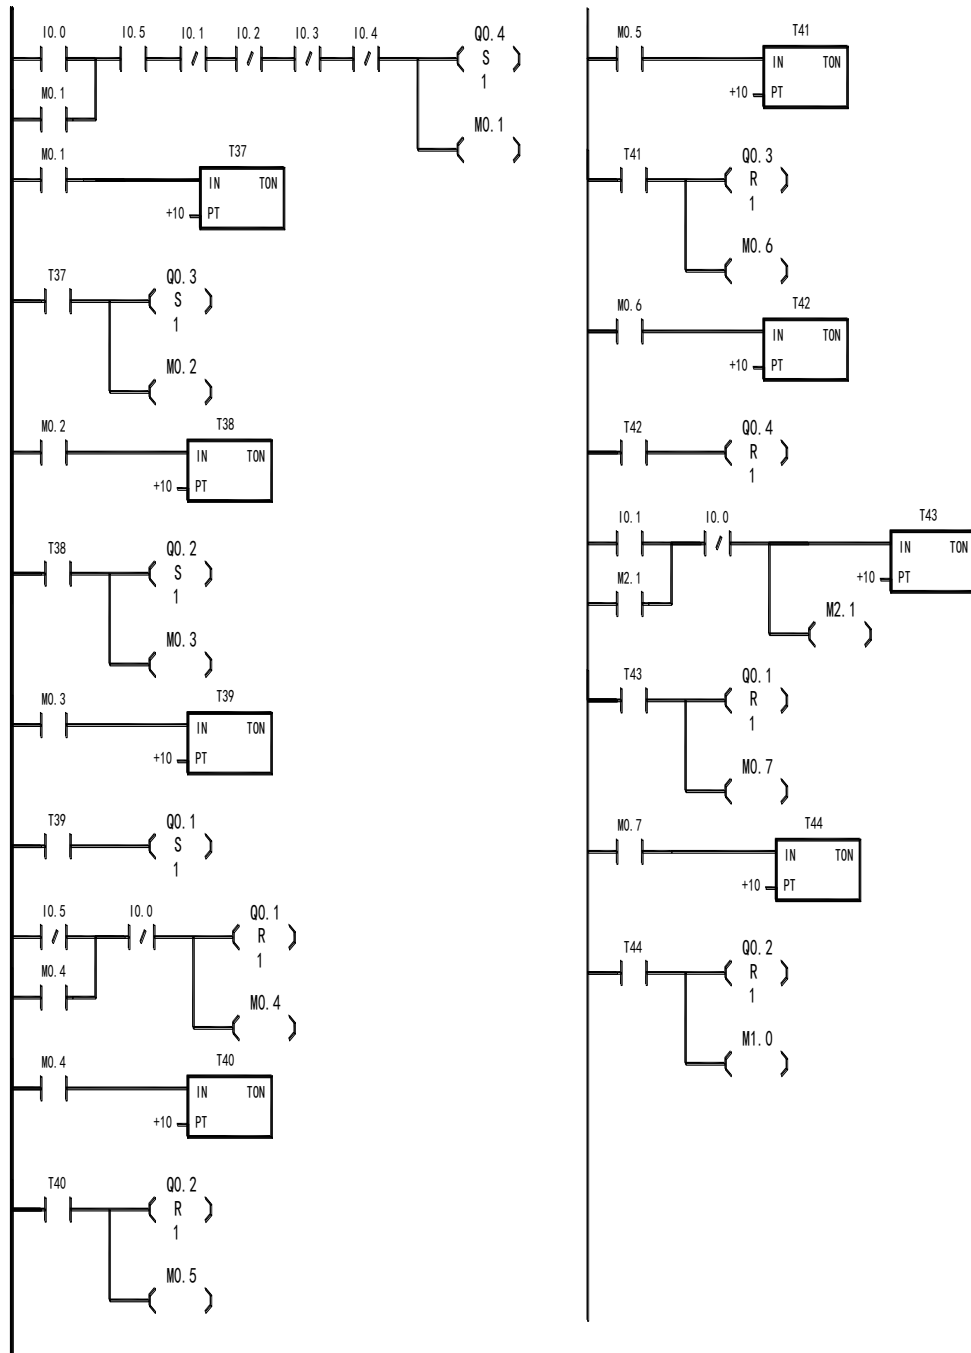 I0.0 I0.5 I0.1 I0.2 I0.3 I0.4 Q0.4
S
1
M0.1
M0.1
M0.1 T37
IN TON
+10 PT
T37 Q0.3
S
1
M0.2
M0.2 T38
IN TON
+10 PT
T38 Q0.2
S
1
M0.3
M0.3 T39
IN TON
+10 PT
T39 Q0.1
S
1
I0.5 I0.0 Q0.1
R
1
M0.4
M0.4
M0.4 T40
IN TON
+10 PT
T40 Q0.2
R
1
M0.5
M0.5 T41
IN TON
+10 PT
T41 Q0.3
R
1
M0.6
M0.6 T42
IN TON
+10 PT
T42 Q0.4
R
1
I0.1 I0.0 T43
IN TON
+10 PT
M2.1
M2.1
T43 Q0.1
R
1
M0.7
M0.7 T44
IN TON
+10 PT
T44 Q0.2
R
1
M1.0